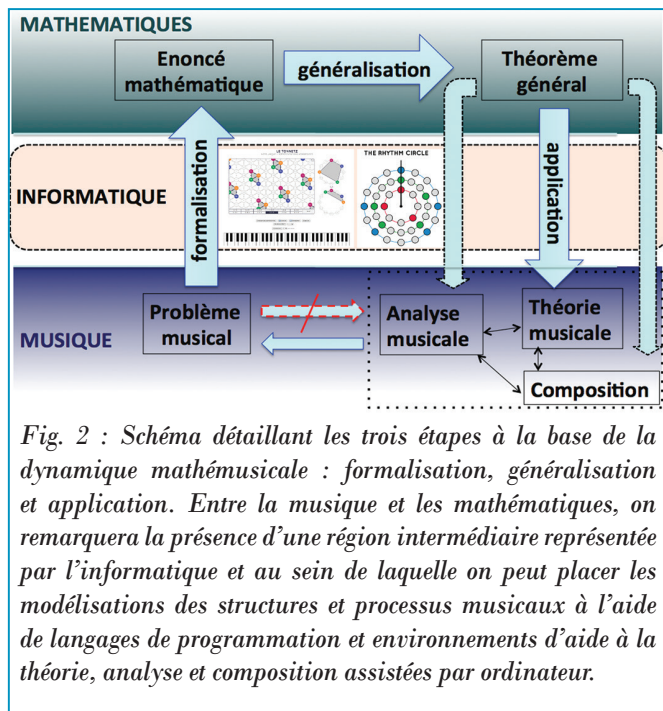 MATHEMATIQUES
Enoncé
mathématique
généralisation
Théorème
général
formalisation
application
INFORMATIQUE
LE TONNETZ
THE RHYTHM CIRCLE
MUSIQUE
Problème
musical
Analyse
musicale
Théorie
musicale
Composition
Fig. 2 : Schéma détaillant les trois étapes à la base de la
dynamique mathémusicale : formalisation, généralisation
et application. Entre la musique et les mathématiques, on
remarquera la présence d’une région intermédiaire représentée
par l’informatique et au sein de laquelle on peut placer les
modélisations des structures et processus musicaux à l’aide
de langages de programmation et environnements d’aide à la
théorie, analyse et composition assistées par ordinateur.